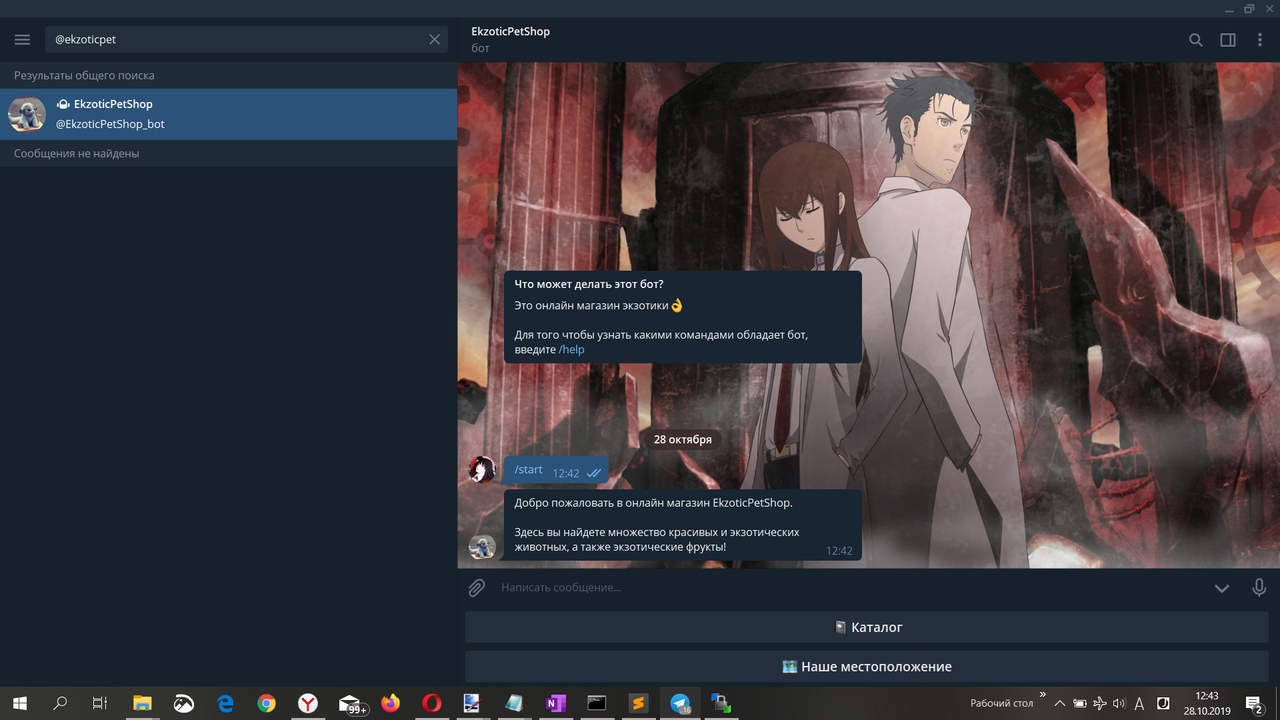 @ekzoticpet
Результаты общего поиска
EkzoticPetShop
@EkzoticPetShop_bot
Сообщения не найдены
EkzoticPetShop
бот
Что может делать этот бот?
Это онлайн магазин экзотики👌
Для того чтобы узнать какими командами обладает бот,
введите /help
28 октября
/start 12:42
Добро пожаловать в онлайн магазин EkzoticPetShop.
Здесь вы найдете множество красивых и экзотических
животных, а также экзотические фрукты!
12:42
Написать сообщение...
Каталог
Наше местоположение
99+
Рабочий стол
»
A
12:43
28.10.2019
2